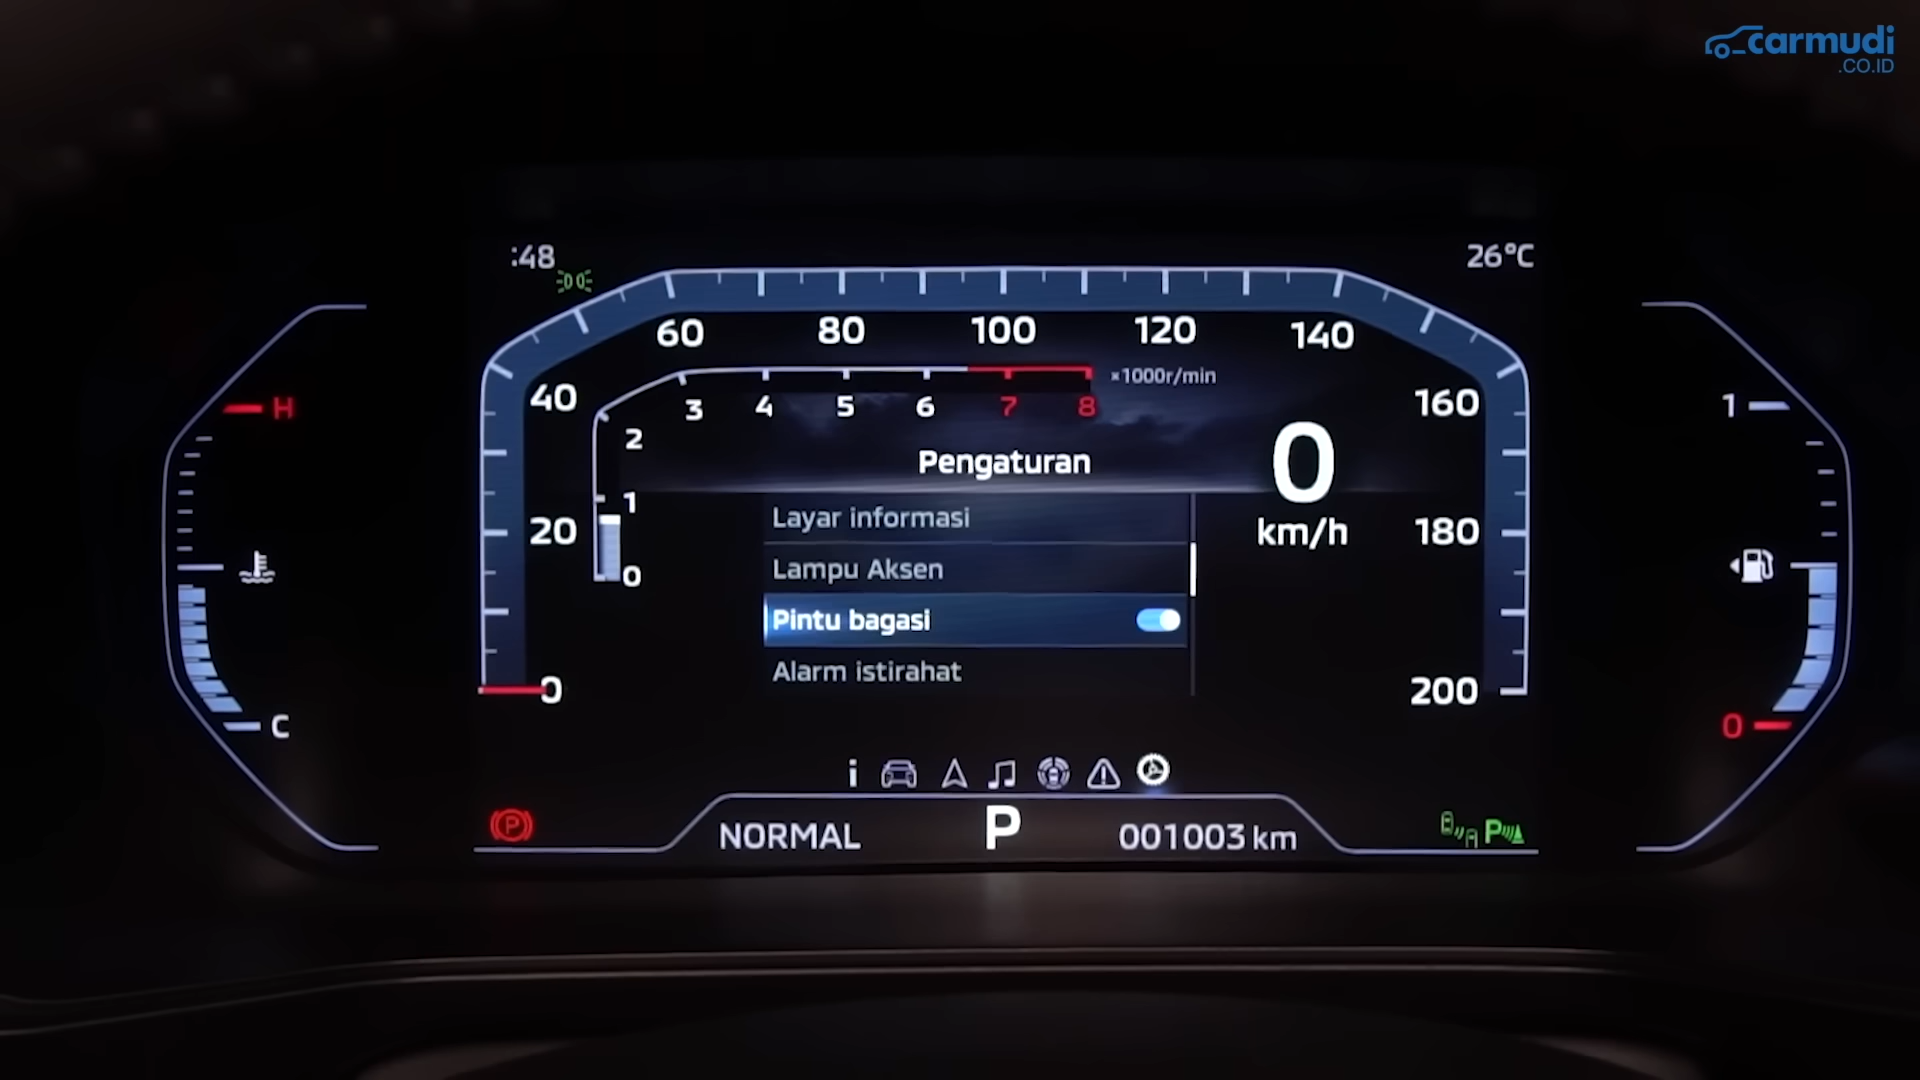 carmudi
.CO.ID
:48
26°C
60 80 100 120 140
×1000r/min
40 3 4 5 6 7 8 160
H
1
2
Pengaturan
0
1
Layar informasi
20
km/h
180
0
Lampu Aksen
Pintu bagasi
Alarm istirahat
0
200
C
0
i
P
NORMAL
P
001003 km
P